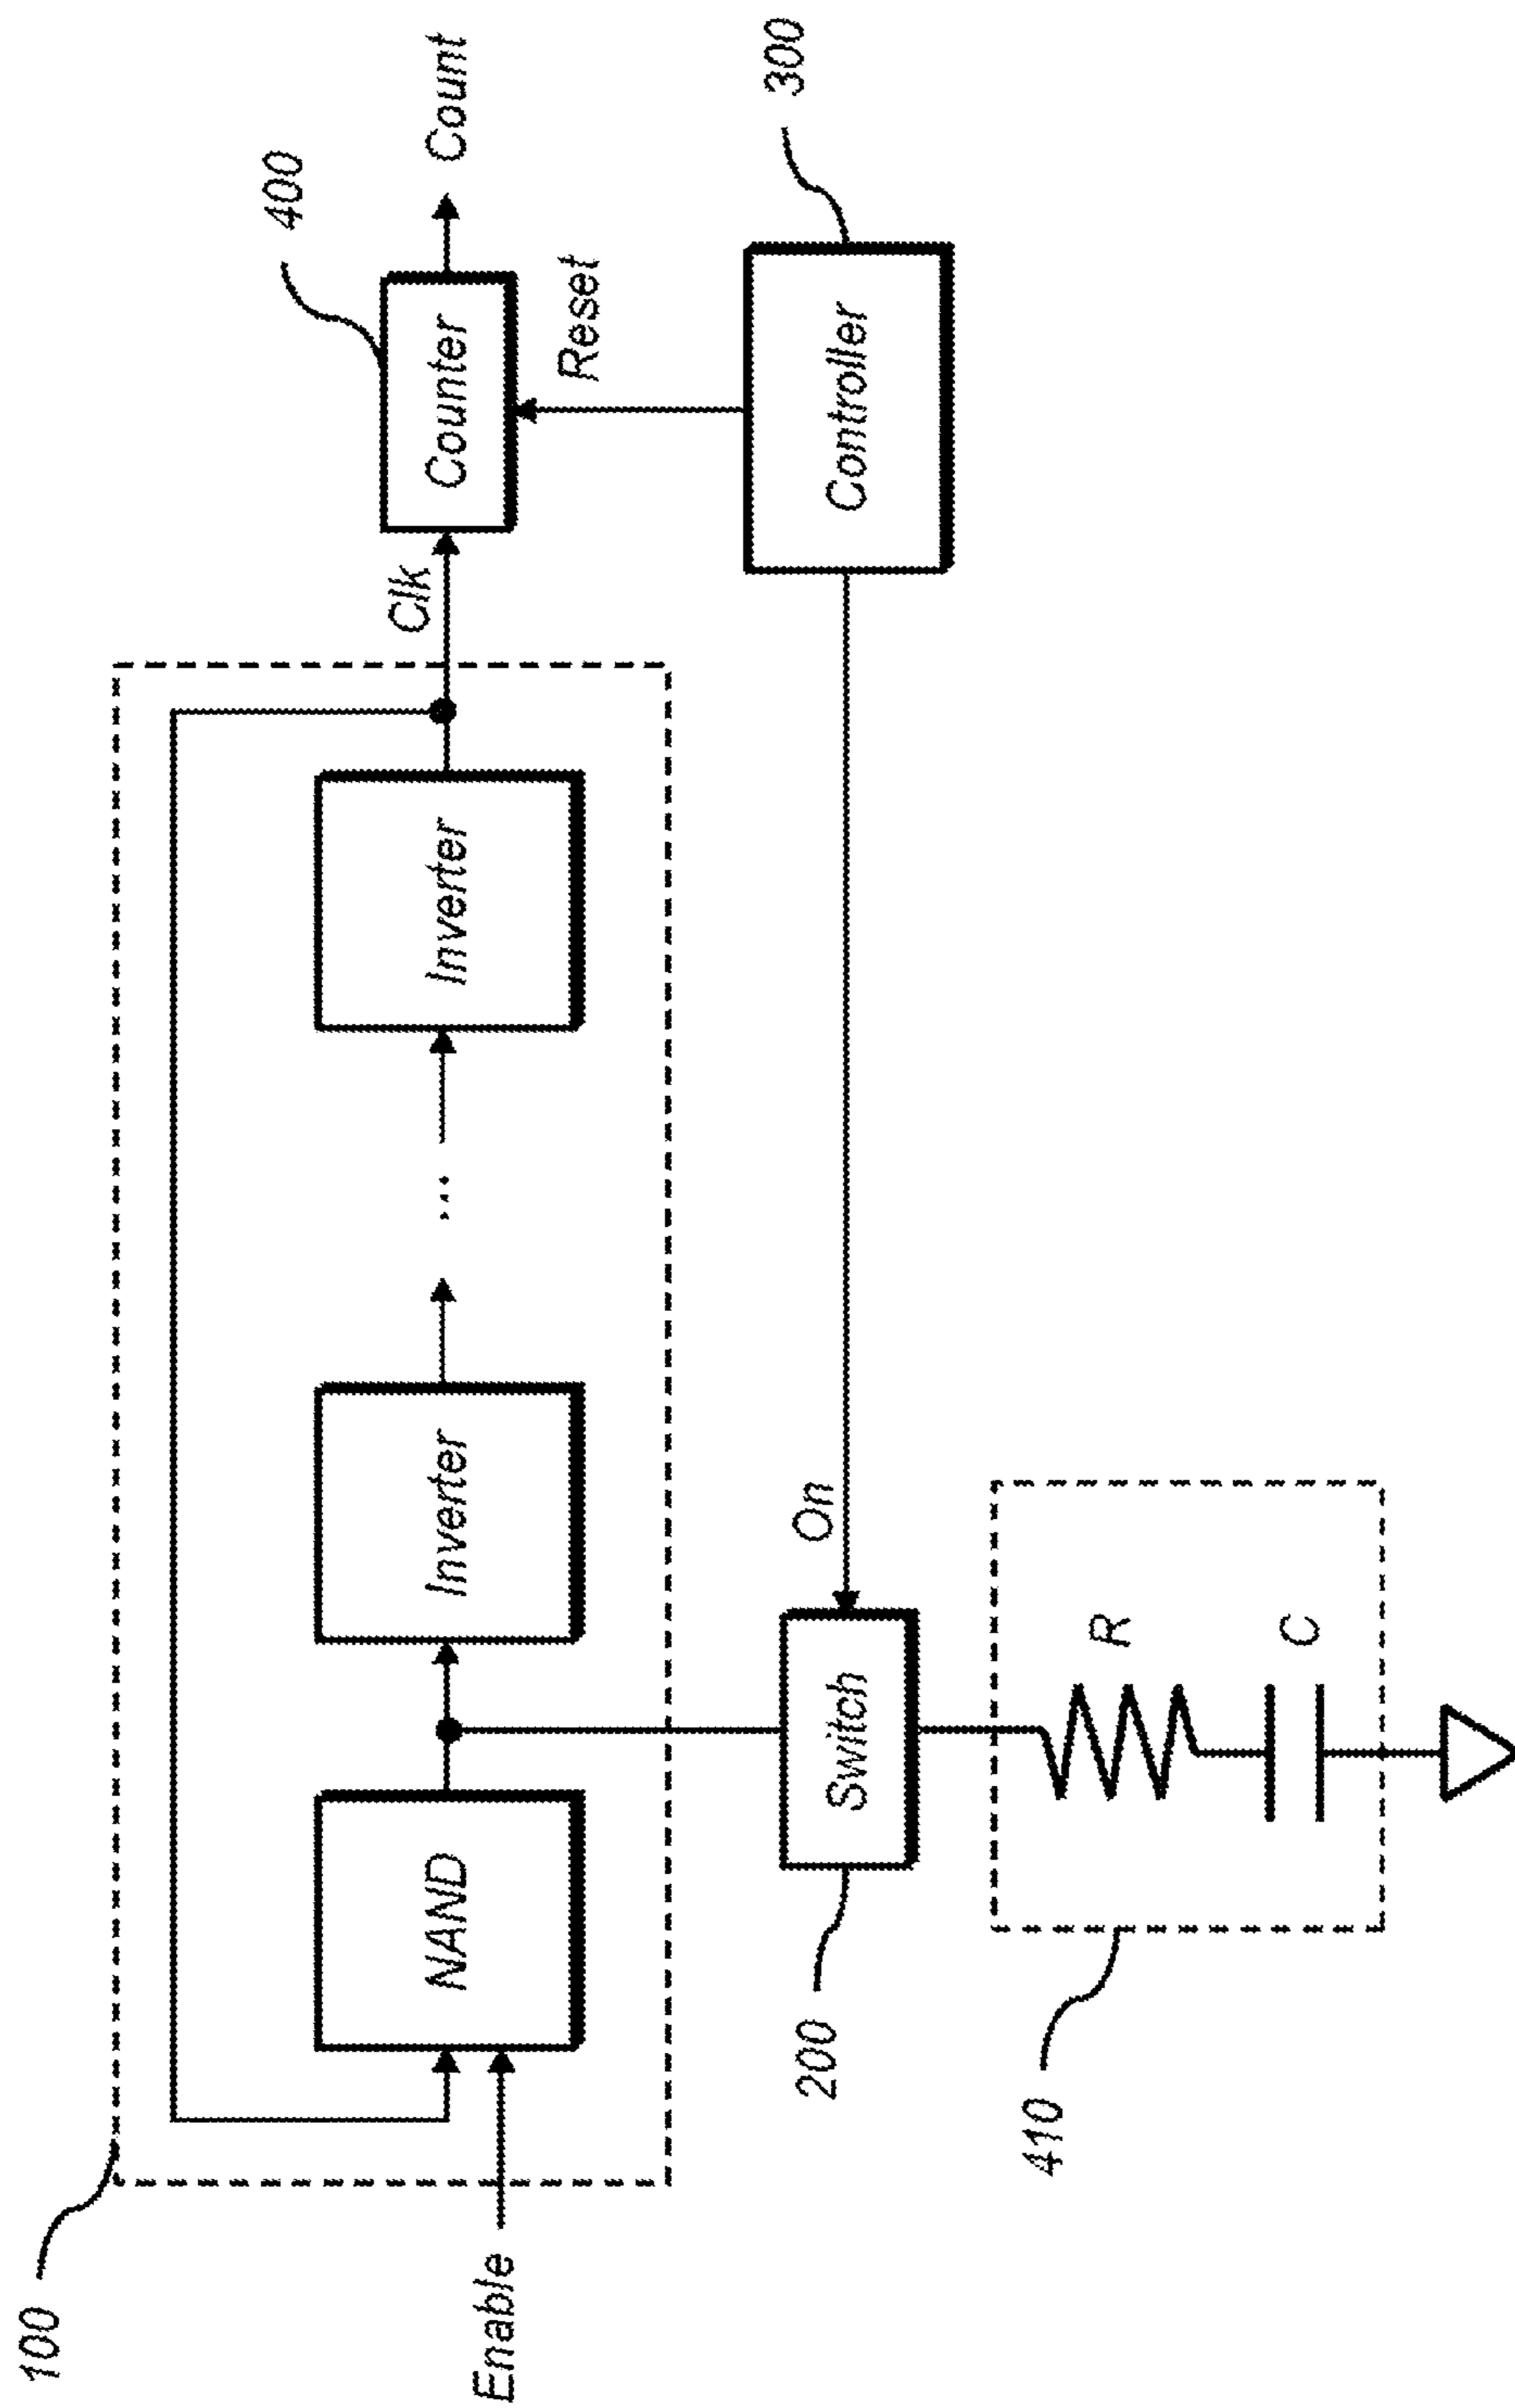 100
400
Count
Clk
Counter
NAND
Inverter
...
Inverter
Reset
Enable
300
On
Controller
200
Switch
410
R
C